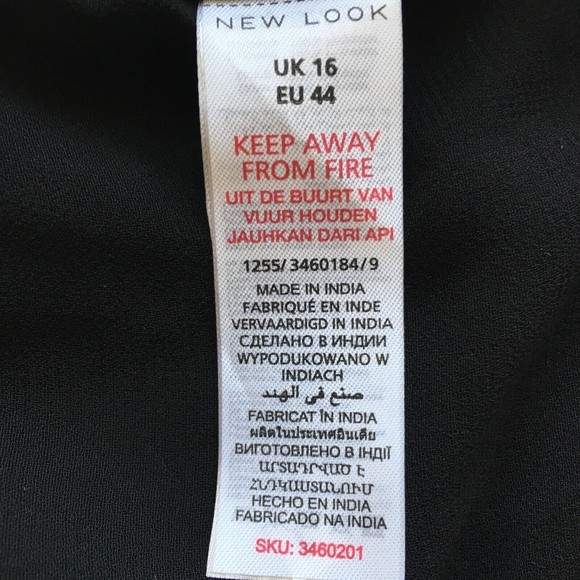 NEW LOOK
UK 16
EU 44
KEEP AWAY
FROM FIRE
UIT DE BUURT VAN
VUUR HOUDEN
JAUHKAN DARI API
1255/3460184/9
MADE IN INDIA
FABRIQUÉ EN INDE
VERVAARDIGD IN INDIA
СДЕЛАНО В ИНДИИ
WYPODUKOWANO W
INDIACH
صنع في الهند
FABRICAT ÎN INDIA
ผลิตในประเทศอินเดีย
ВИГОТОВЛЕНО В ІНДІЇ
ԱՐՏԱԴՐՎԱԾ Է
ՀՆԴԿԱՍՏԱՆՈՒՄ
HECHO EN INDIA
FABRICADO NA INDIA
SKU: 3460201